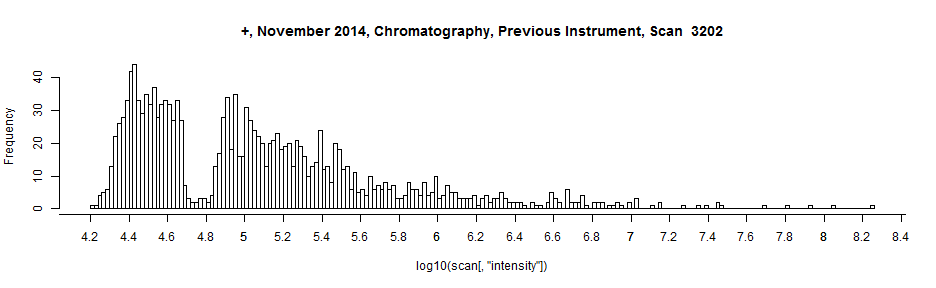 +, November 2014, Chromatography, Previous Instrument, Scan 3202
Frequency
40
30
20
10
0
4.2 4.4 4.6 4.8 5 5.2 5.4 5.6 5.8 6 6.2 6.4 6.6 6.8 7 7.2 7.4 7.6 7.8 8 8.2 8.4
log10(scan[, "intensity"])